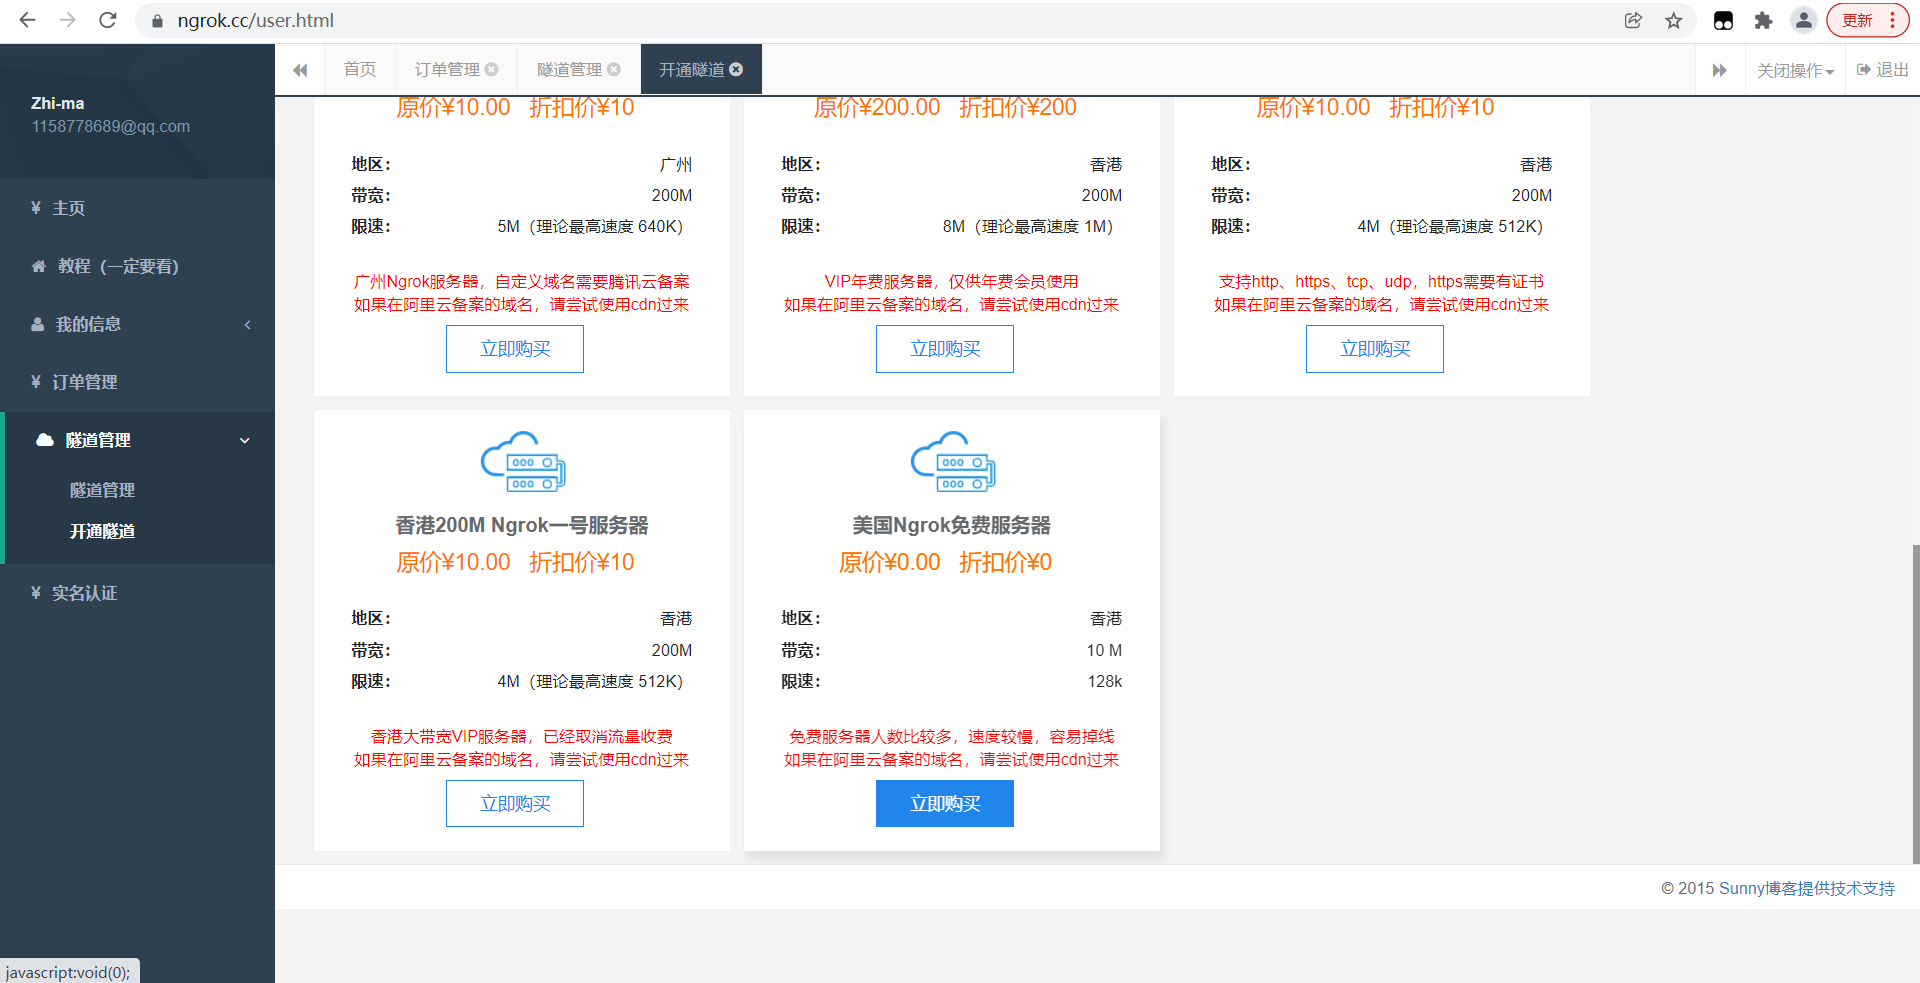 ngrok.cc/user.html
更新
Zhi-ma
1158778689@qq.com
首页
订单管理
隧道管理
开通隧道
关闭操作
退出
¥ 主页
教程（一定要看）
我的信息
¥ 订单管理
隧道管理
隧道管理
开通隧道
¥ 实名认证
原价¥10.00 折扣价¥10
地区： 广州
带宽： 200M
限速： 5M（理论最高速度 640K）
广州Ngrok服务器，自定义域名需要腾讯云备案
如果在阿里云备案的域名，请尝试使用cdn过来
立即购买
原价¥200.00 折扣价¥200
地区： 香港
带宽： 200M
限速： 8M（理论最高速度 1M）
VIP年费服务器，仅供年费会员使用
如果在阿里云备案的域名，请尝试使用cdn过来
立即购买
原价¥10.00 折扣价¥10
地区： 香港
带宽： 200M
限速： 4M（理论最高速度 512K）
支持http、https、tcp、udp，https需要有证书
如果在阿里云备案的域名，请尝试使用cdn过来
立即购买
香港200M Ngrok一号服务器
原价¥10.00 折扣价¥10
地区： 香港
带宽： 200M
限速： 4M（理论最高速度 512K）
香港大带宽VIP服务器，已经取消流量收费
如果在阿里云备案的域名，请尝试使用cdn过来
立即购买
美国Ngrok免费服务器
原价¥0.00 折扣价¥0
地区： 香港
带宽： 10 M
限速： 128k
免费服务器人数比较多，速度较慢，容易掉线
如果在阿里云备案的域名，请尝试使用cdn过来
立即购买
© 2015 Sunny博客提供技术支持
javascript:void(0);